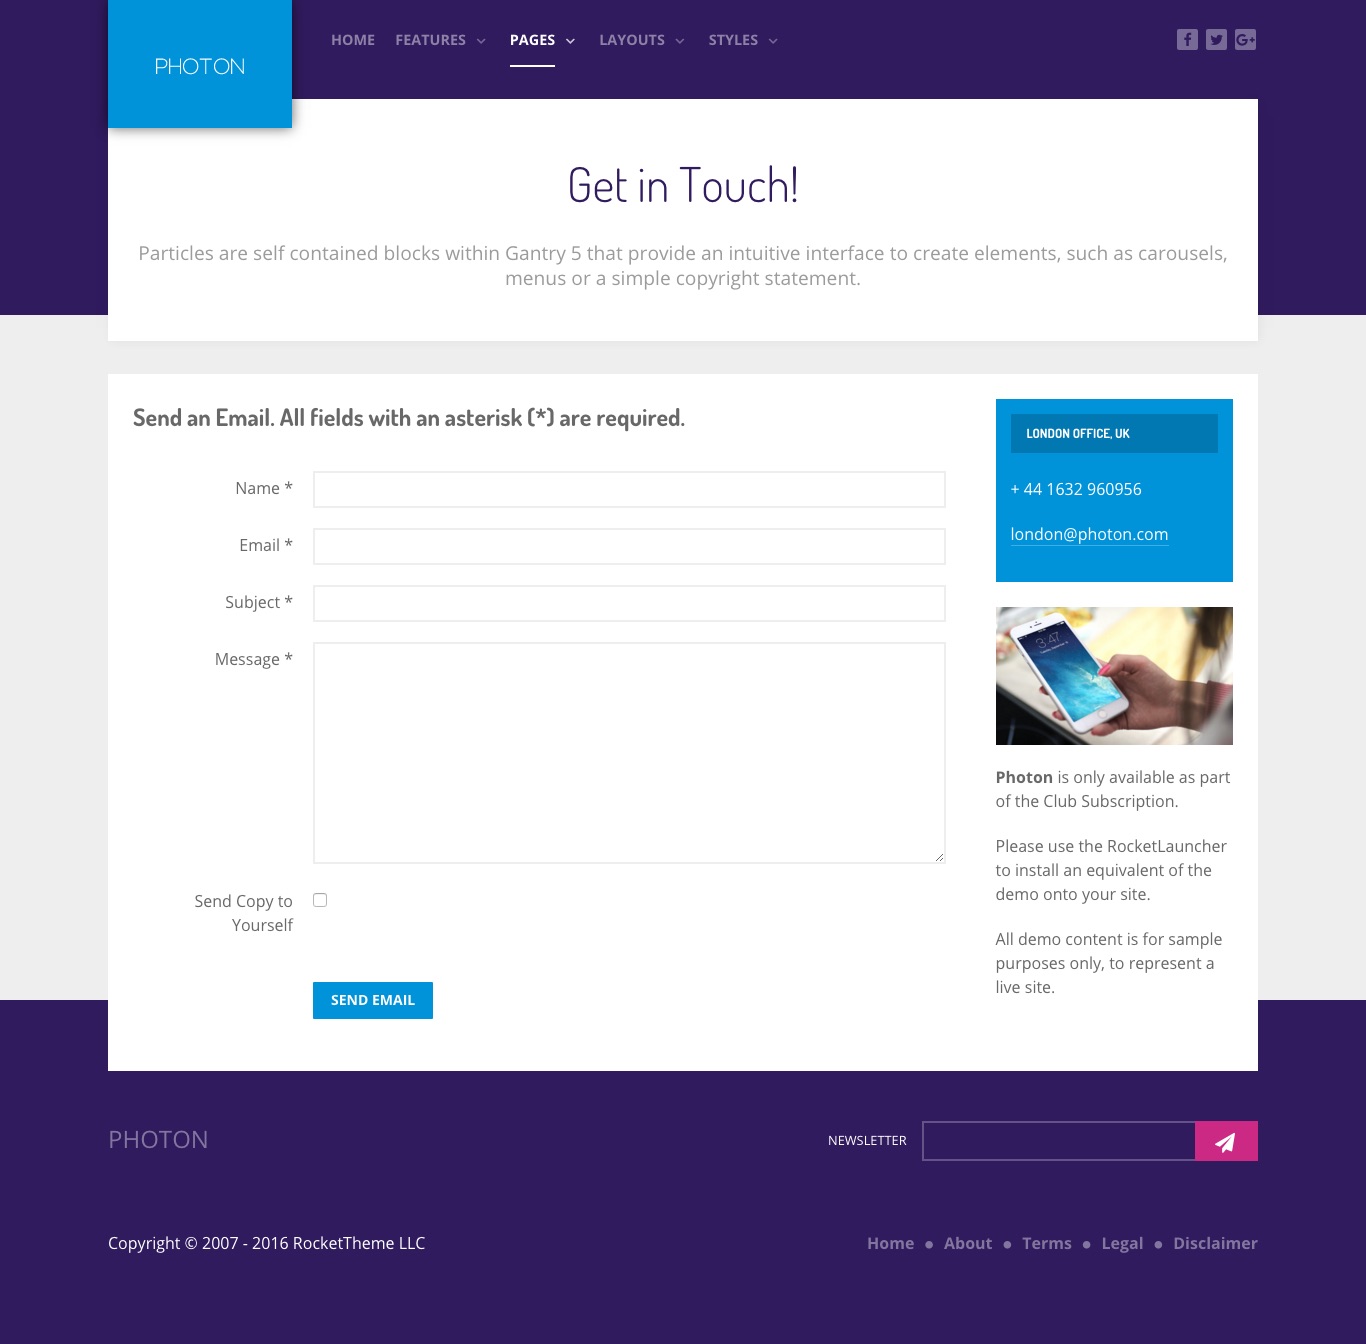 PHOTON
HOME FEATURES PAGES LAYOUTS STYLES
Get in Touch!
Particles are self contained blocks within Gantry 5 that provide an intuitive interface to create elements, such as carousels,
menus or a simple copyright statement.
Send an Email. All fields with an asterisk (*) are required.
Name *
Email *
Subject *
Message *
Send Copy to
Yourself
SEND EMAIL
LONDON OFFICE, UK
+ 44 1632 960956
london@photon.com
3:47
Photon is only available as part
of the Club Subscription.
Please use the RocketLauncher
to install an equivalent of the
demo onto your site.
All demo content is for sample
purposes only, to represent a
live site.
PHOTON
NEWSLETTER
Copyright © 2007 - 2016 RocketTheme LLC
Home ● About ● Terms ● Legal ● Disclaimer